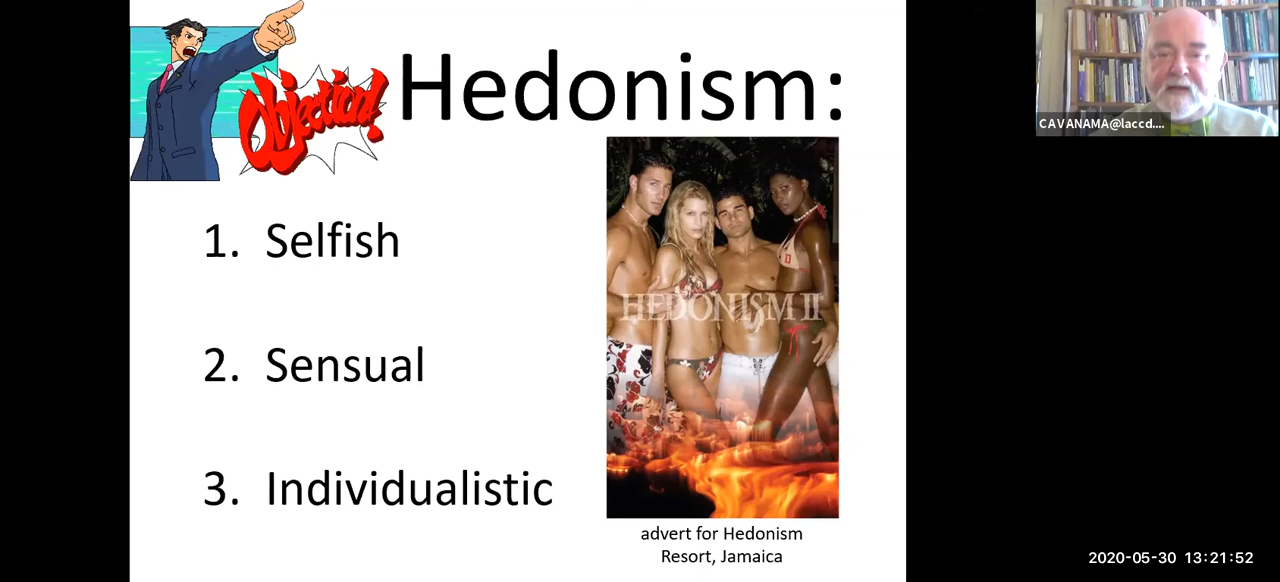 Objection!
Hedonism:
CAVANAMA@laccd....
1. Selfish
HEDONISM II
2. Sensual
3. Individualistic
advert for Hedonism
Resort, Jamaica
2020-05-30 13:21:52